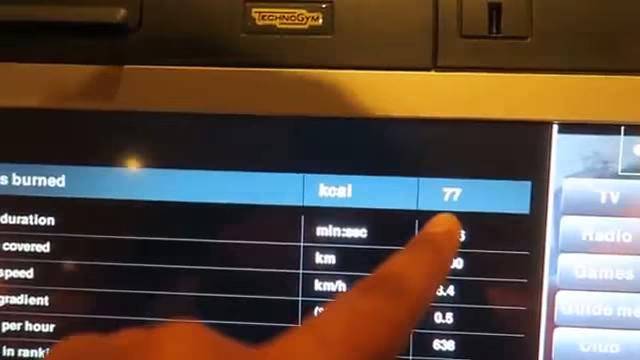 TECHNOGYM
s burned kcal 77
duration min:sec
covered km
speed km/h
gradient 0.5
per hour 638
in rank
TV
Radio
Games
Guide me
Club